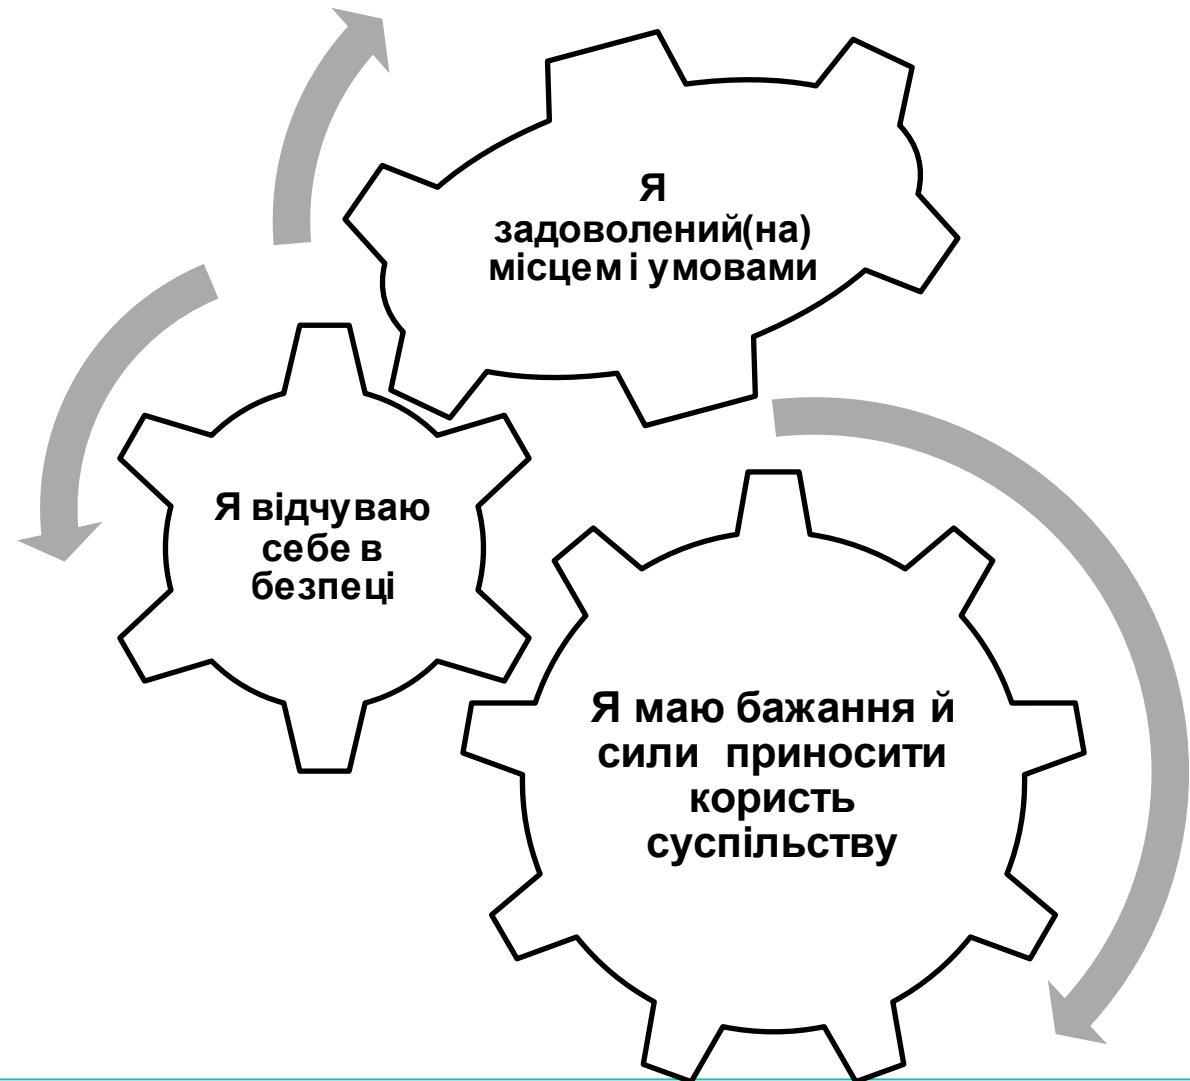 Я
задоволений(на)
місцем і умовами
Я відчуваю
себе в
безпеці
Я маю бажання й
сили приносити
користь
суспільству